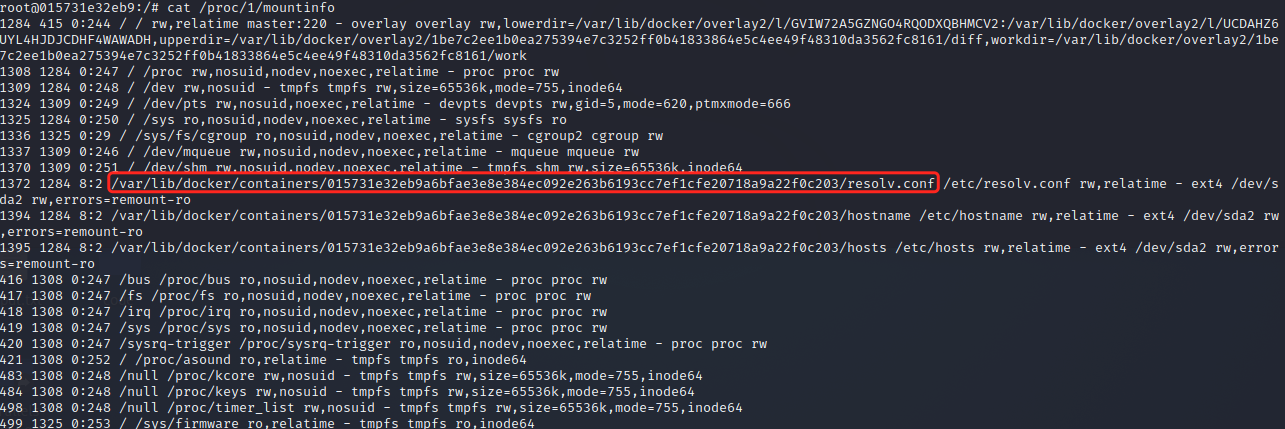 root@015731e32eb9:/# cat /proc/1/mountinfo
1284 415 0:244 / / rw,relatime master:220 - overlay overlay rw,lowerdir=/var/lib/docker/overlay2/l/GVIW72A5GZNGO4RQODXQBHMCV2:/var/lib/docker/overlay2/l/UCDAHZ6
UYL4HJDJCDHF4WAWADH,upperdir=/var/lib/docker/overlay2/1be7c2ee1b0ea275394e7c3252ff0b41833864e5c4ee49f48310da3562fc8161/diff,workdir=/var/lib/docker/overlay2/1be
7c2ee1b0ea275394e7c3252ff0b41833864e5c4ee49f48310da3562fc8161/work
1308 1284 0:247 / /proc rw,nosuid,nodev,noexec,relatime - proc proc rw
1309 1284 0:248 / /dev rw,nosuid - tmpfs tmpfs rw,size=65536k,mode=755,inode64
1324 1309 0:249 / /dev/pts rw,nosuid,noexec,relatime - devpts devpts rw,gid=5,mode=620,ptmxmode=666
1325 1284 0:250 / /sys ro,nosuid,nodev,noexec,relatime - sysfs sysfs ro
1336 1325 0:29 / /sys/fs/cgroup ro,nosuid,nodev,noexec,relatime - cgroup2 cgroup rw
1337 1309 0:246 / /dev/mqueue rw,nosuid,nodev,noexec,relatime - mqueue mqueue rw
1370 1309 0:251 / /dev/shm rw,nosuid,nodev,noexec,relatime - tmpfs shm rw,size=65536k,inode64
1372 1284 8:2 /var/lib/docker/containers/015731e32eb9a6bfae3e8e384ec092e263b6193cc7ef1cfe20718a9a22f0c203/resolv.conf /etc/resolv.conf rw,relatime - ext4 /dev/s
da2 rw,errors=remount-ro
1394 1284 8:2 /var/lib/docker/containers/015731e32eb9a6bfae3e8e384ec092e263b6193cc7ef1cfe20718a9a22f0c203/hostname /etc/hostname rw,relatime - ext4 /dev/sda2 rw
,errors=remount-ro
1395 1284 8:2 /var/lib/docker/containers/015731e32eb9a6bfae3e8e384ec092e263b6193cc7ef1cfe20718a9a22f0c203/hosts /etc/hosts rw,relatime - ext4 /dev/sda2 rw,error
s=remount-ro
416 1308 0:247 /bus /proc/bus ro,nosuid,nodev,noexec,relatime - proc proc rw
417 1308 0:247 /fs /proc/fs ro,nosuid,nodev,noexec,relatime - proc proc rw
418 1308 0:247 /irq /proc/irq ro,nosuid,nodev,noexec,relatime - proc proc rw
419 1308 0:247 /sys /proc/sys ro,nosuid,nodev,noexec,relatime - proc proc rw
420 1308 0:247 /sysrq-trigger /proc/sysrq-trigger ro,nosuid,nodev,noexec,relatime - proc proc rw
421 1308 0:252 / /proc/asound ro,relatime - tmpfs tmpfs ro,inode64
483 1308 0:248 /null /proc/kcore rw,nosuid - tmpfs tmpfs rw,size=65536k,mode=755,inode64
484 1308 0:248 /null /proc/keys rw,nosuid - tmpfs tmpfs rw,size=65536k,mode=755,inode64
498 1308 0:248 /null /proc/timer_list rw,nosuid - tmpfs tmpfs rw,size=65536k,mode=755,inode64
499 1325 0:253 / /sys/firmware ro,relatime - tmpfs tmpfs ro,inode64